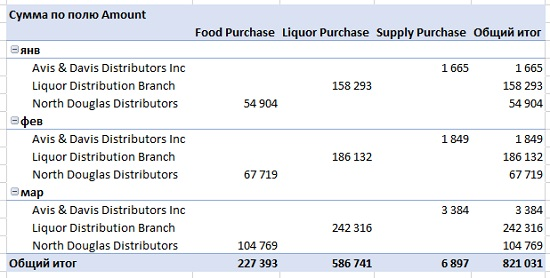 Сумма по полю Amount
Food Purchase Liquor Purchase Supply Purchase Общий итог
янв
Avis & Davis Distributors Inc 1 665 1 665
Liquor Distribution Branch 158 293 158 293
North Douglas Distributors 54 904 54 904
фев
Avis & Davis Distributors Inc 1 849 1 849
Liquor Distribution Branch 186 132 186 132
North Douglas Distributors 67 719 67 719
мар
Avis & Davis Distributors Inc 3 384 3 384
Liquor Distribution Branch 242 316 242 316
North Douglas Distributors 104 769 104 769
Общий итог 227 393 586 741 6 897 821 031